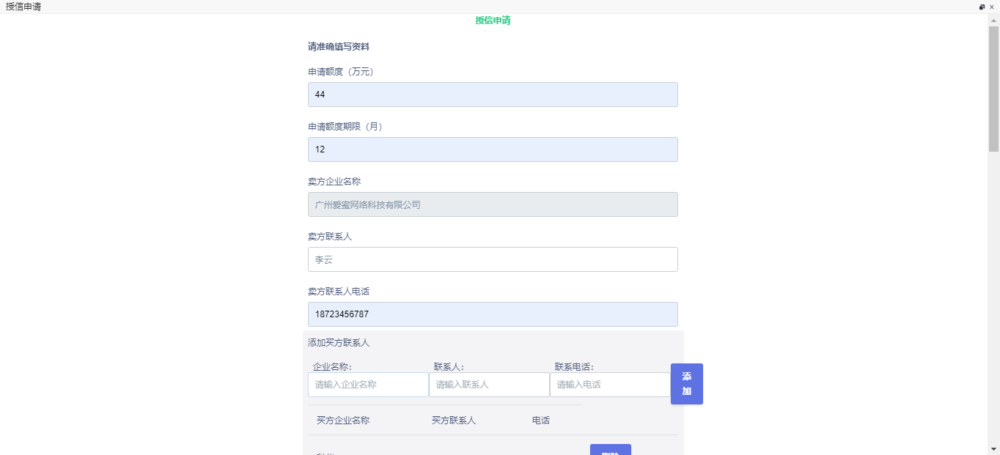 授信申请
授信申请
请准确填写资料
申请额度（万元）
44
申请额度期限（月）
12
卖方企业名称
广州爱蜜网络科技有限公司
卖方联系人
李云
卖方联系人电话
18723456787
添加买方联系人
企业名称: 联系人: 联系电话:
请输入企业名称 请输入联系人 请输入电话 添加
买方企业名称 买方联系人 电话
删除